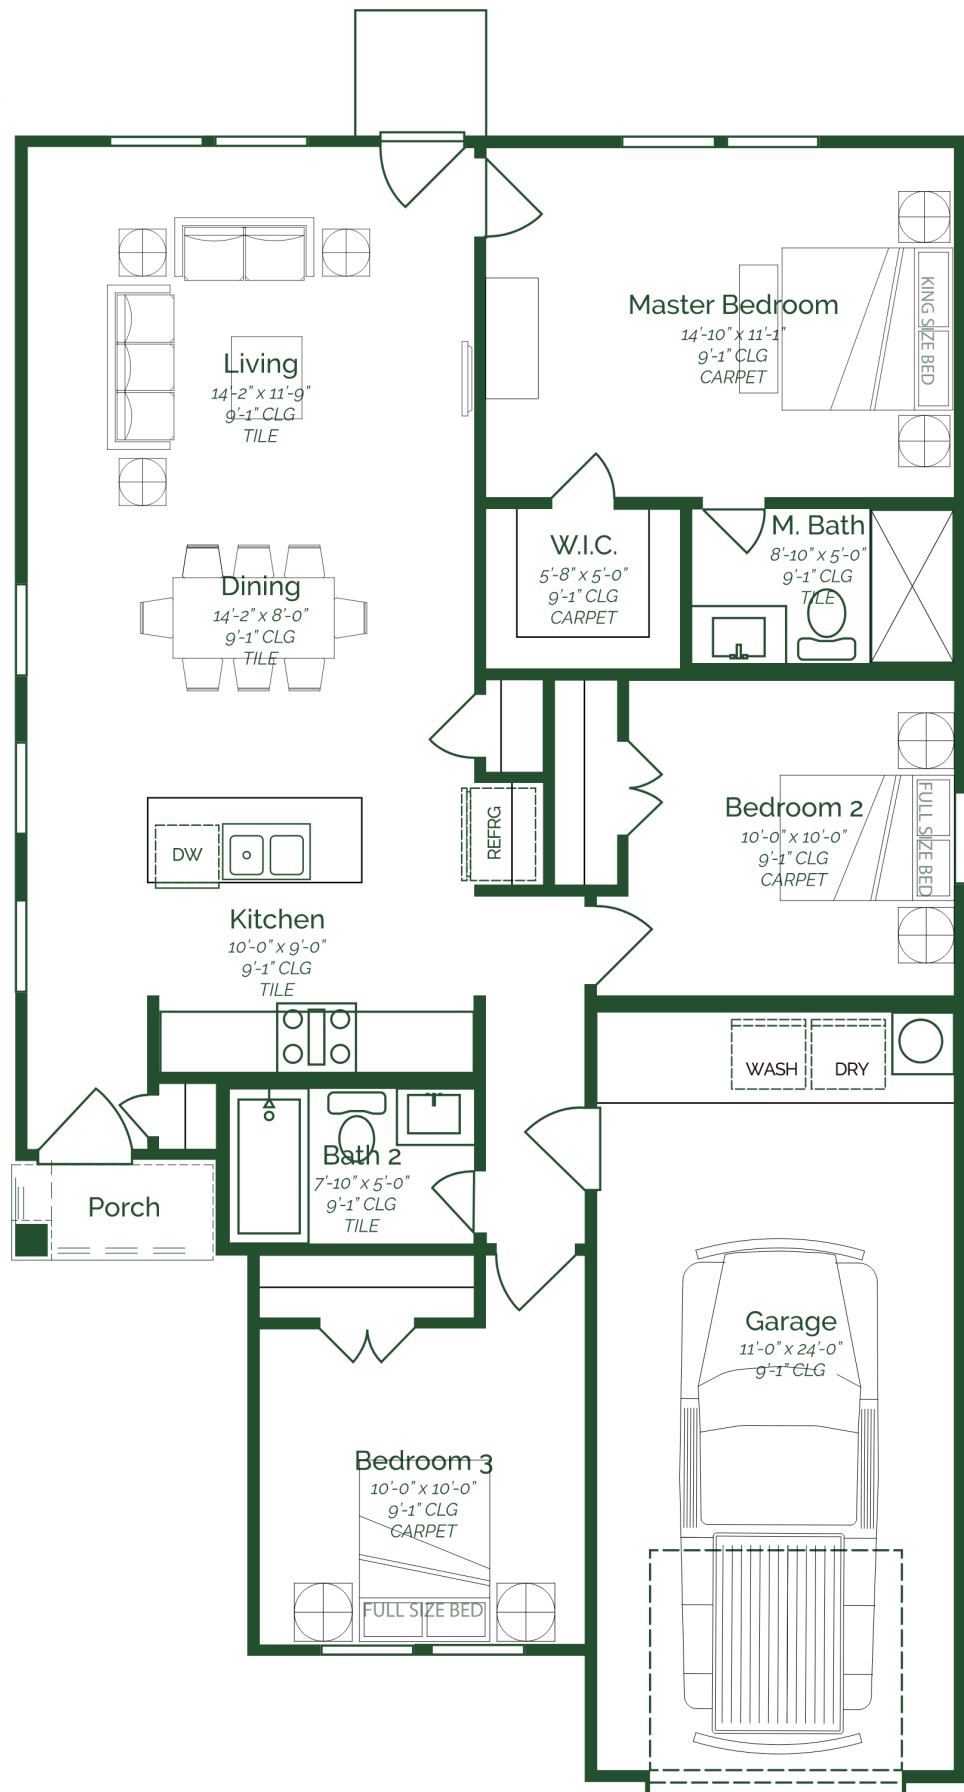 Master Bedroom
14'-10" x 11'-1"
9'-1" CLG
CARPET
KING SIZE BED
Living
14'-2" x 11'-9"
9'-1" CLG
TILE
M. Bath
8'-10" x 5'-0"
9'-1" CLG
TILE
W.I.C.
5'-8" x 5'-0"
9'-1" CLG
CARPET
Dining
14'-2" x 8'-0"
9'-1" CLG
TILE
Bedroom 2
10'-0" x 10'-0"
9'-1" CLG
CARPET
FULL SIZE BED
REFRG
DW
Kitchen
10'-0" x 9'-0"
9'-1" CLG
TILE
WASH
DRY
Bath 2
7'-10" x 5'-0"
9'-1" CLG
TILE
Porch
Garage
11'-0" x 24'-0"
9'-1" CLG
Bedroom 3
10'-0" x 10'-0"
9'-1" CLG
CARPET
FULL SIZE BED